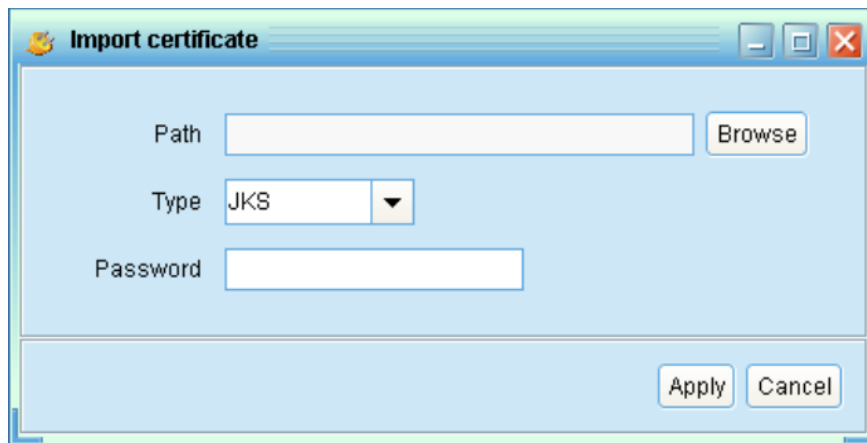 Import certificate
Path
Browse
Type JKS
Password
Apply Cancel